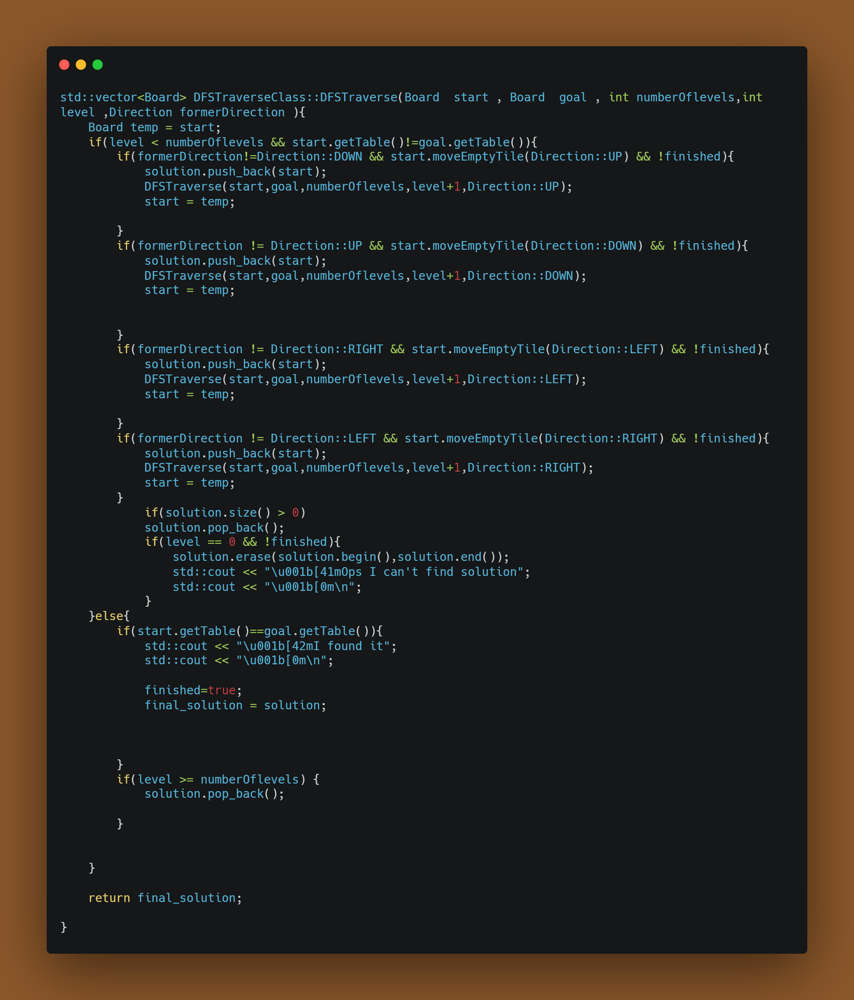 std::vector<Board> DFSTraverseClass::DFSTraverse(Board  start , Board  goal , int numberOflevels,int
level ,Direction formerDirection ){
    Board temp = start;
    if(level < numberOflevels && start.getTable()!=goal.getTable()){
        if(formerDirection!=Direction::DOWN && start.moveEmptyTile(Direction::UP) && !finished){
            solution.push_back(start);
            DFSTraverse(start,goal,numberOflevels,level+1,Direction::UP);
            start = temp;

        }
        if(formerDirection != Direction::UP && start.moveEmptyTile(Direction::DOWN) && !finished){
            solution.push_back(start);
            DFSTraverse(start,goal,numberOflevels,level+1,Direction::DOWN);
            start = temp;


        }
        if(formerDirection != Direction::RIGHT && start.moveEmptyTile(Direction::LEFT) && !finished){
            solution.push_back(start);
            DFSTraverse(start,goal,numberOflevels,level+1,Direction::LEFT);
            start = temp;

        }
        if(formerDirection != Direction::LEFT && start.moveEmptyTile(Direction::RIGHT) && !finished){
            solution.push_back(start);
            DFSTraverse(start,goal,numberOflevels,level+1,Direction::RIGHT);
            start = temp;
        }
            if(solution.size() > 0)
            solution.pop_back();
            if(level == 0 && !finished){
                solution.erase(solution.begin(),solution.end());
                std::cout << "\u001b[41mOps I can't find solution";
                std::cout << "\u001b[0m\n";
            }
    }else{
        if(start.getTable()==goal.getTable()){
            std::cout << "\u001b[42mI found it";
            std::cout << "\u001b[0m\n";

            finished=true;
            final_solution = solution;



        }
        if(level >= numberOflevels) {
            solution.pop_back();

        }


    }

    return final_solution;

}